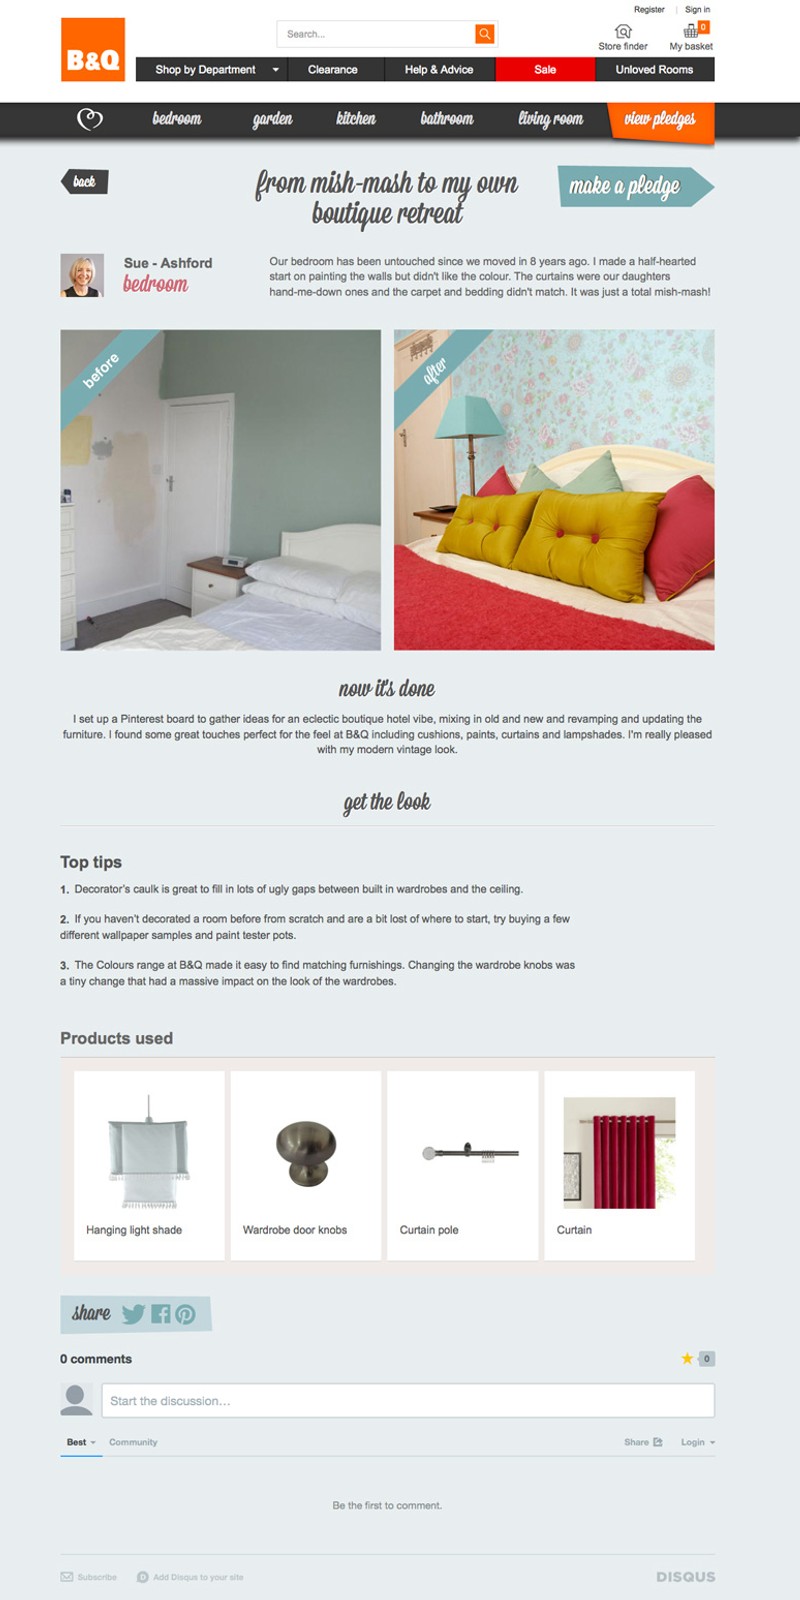 Register | Sign in
B&Q
Search...
Store finder
My basket
0
Shop by Department
Clearance
Help & Advice
Sale
Unloved Rooms
bedroom
garden
kitchen
bathroom
living room
view pledges
back
from mish-mash to my own
boutique retreat
make a pledge
Sue - Ashford
bedroom
Our bedroom has been untouched since we moved in 8 years ago. I made a half-hearted
start on painting the walls but didn't like the colour. The curtains were our daughters
hand-me-down ones and the carpet and bedding didn't match. It was just a total mish-mash!
before
after
now it's done
I set up a Pinterest board to gather ideas for an eclectic boutique hotel vibe, mixing in old and new and revamping and updating the
furniture. I found some great touches perfect for the feel at B&Q including cushions, paints, curtains and lampshades. I'm really pleased
with my modern vintage look.
get the look
Top tips
1. Decorator's caulk is great to fill in lots of ugly gaps between built in wardrobes and the ceiling.
2. If you haven't decorated a room before from scratch and are a bit lost of where to start, try buying a few
different wallpaper samples and paint tester pots.
3. The Colours range at B&Q made it easy to find matching furnishings. Changing the wardrobe knobs was
a tiny change that had a massive impact on the look of the wardrobes.
Products used
Hanging light shade
Wardrobe door knobs
Curtain pole
Curtain
share
0 comments
0
Start the discussion...
Best
Community
Share
Login
Be the first to comment.
Subscribe
Add Disqus to your site
DISQUS